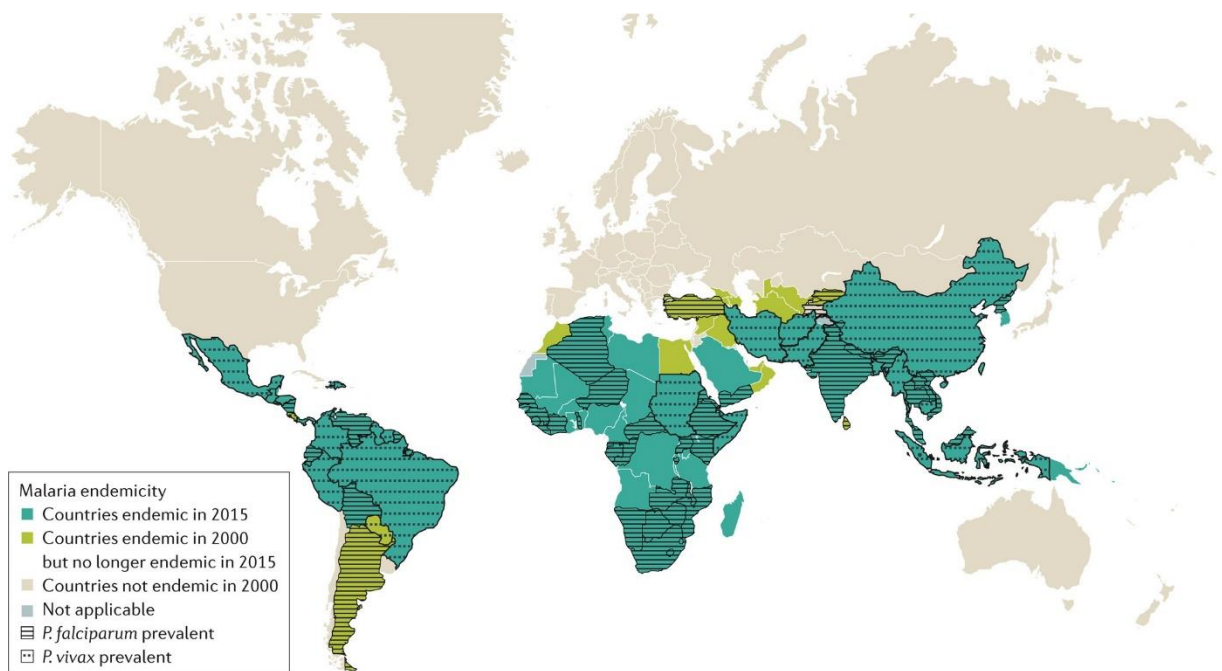 Malaria endemicity
Countries endemic in 2015
Countries endemic in 2000
but no longer endemic in 2015
Countries not endemic in 2000
Not applicable
P. falciparum prevalent
P. vivax prevalent